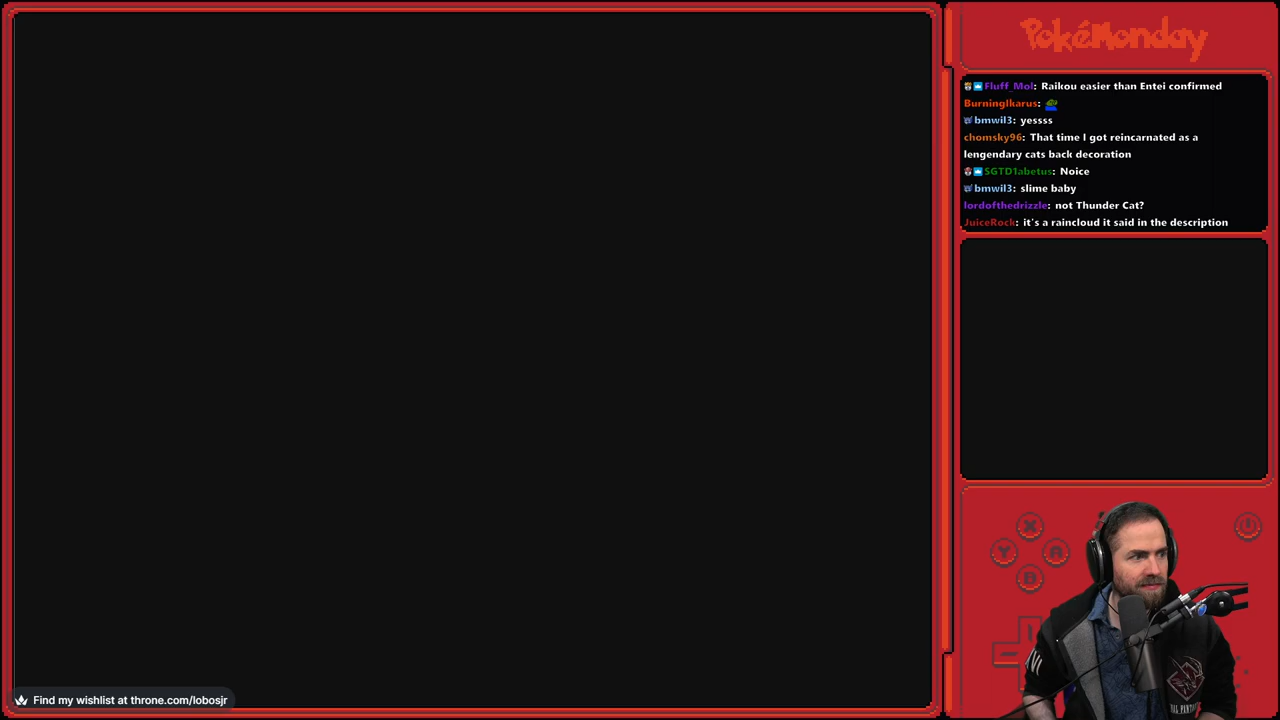 PokéMonday
Fluff_Mol: Raikou easier than Entei confirmed
BurningIkarus:
bmwil3: yessss
chomsky96: That time I got reincarnated as a
lengendary cats back decoration
SGTD1abetus: Noice
bmwil3: slime baby
lordofthedrizzle: not Thunder Cat?
JuiceRock: it's a raincloud it said in the description
X
Y
A
B
Find my wishlist at throne.com/lobosjr